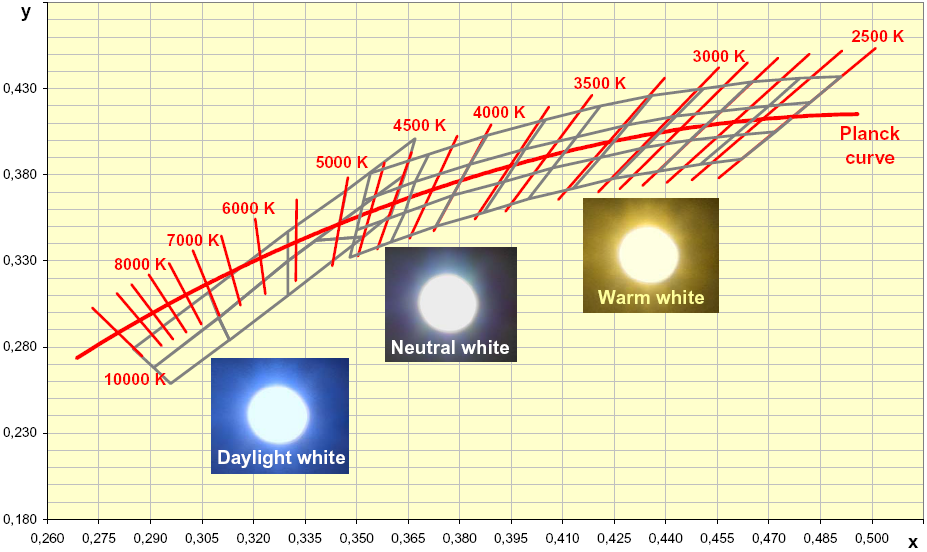 y
2500 K
3000 K
0,430
3500 K
4000 K
4500 K
Planck
curve
0,380
5000 K
6000 K
7000 K
8000 K
0,330
Warm white
0,280
Neutral white
10000 K
0,230
Daylight white
0,180
0,260 0,275 0,290 0,305 0,320 0,335 0,350 0,365 0,380 0,395 0,410 0,425 0,440 0,455 0,470 0,485 0,500 x